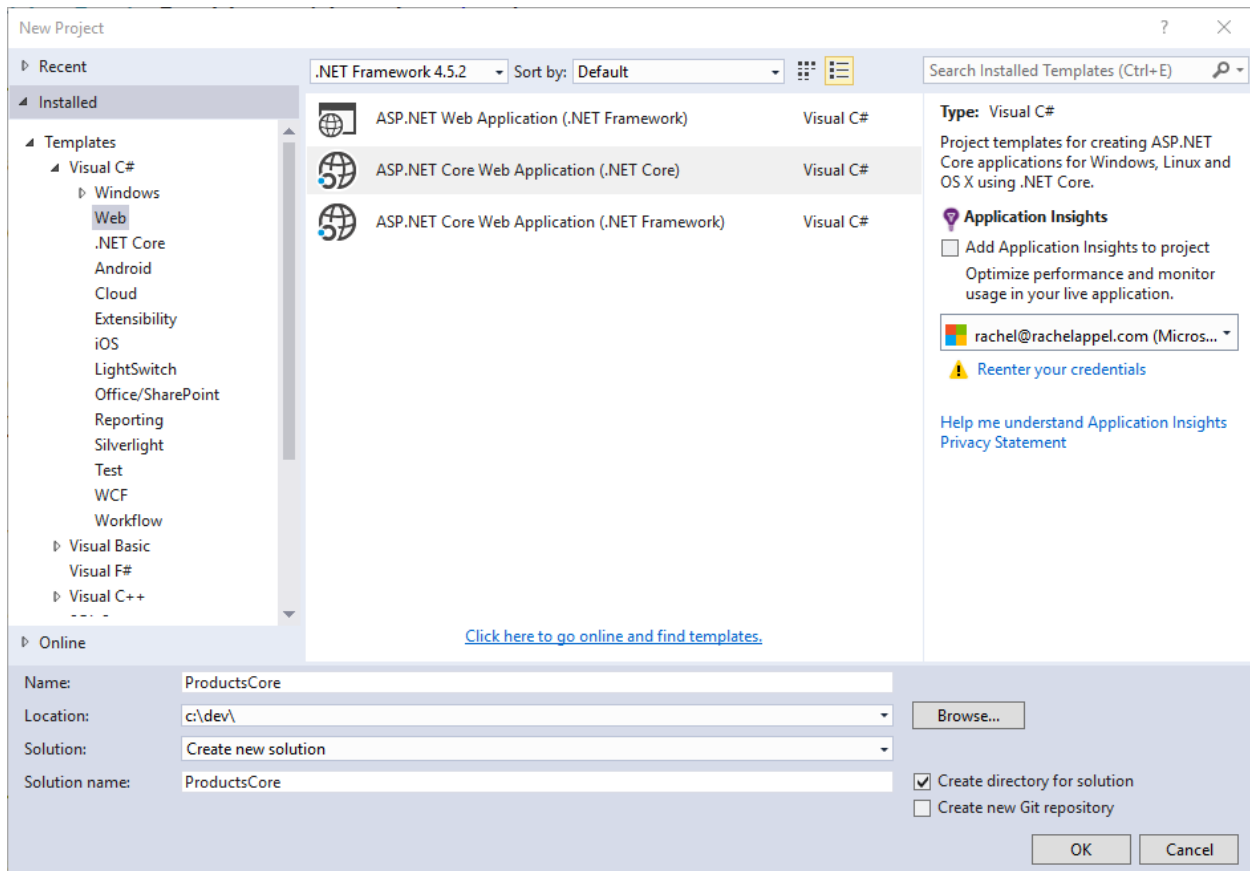 New Project
?
Recent
Installed
Templates
Visual C#
Windows
Web
.NET Core
Android
Cloud
Extensibility
iOS
LightSwitch
Office/SharePoint
Reporting
Silverlight
Test
WCF
Workflow
Visual Basic
Visual F#
Visual C++
Online
.NET Framework 4.5.2
Sort by: Default
ASP.NET Web Application (.NET Framework) Visual C#
ASP.NET Core Web Application (.NET Core) Visual C#
ASP.NET Core Web Application (.NET Framework) Visual C#
Click here to go online and find templates.
Search Installed Templates (Ctrl+E)
Type: Visual C#
Project templates for creating ASP.NET
Core applications for Windows, Linux and
OS X using .NET Core.
Application Insights
Add Application Insights to project
Optimize performance and monitor
usage in your live application.
rachel@rachelappel.com (Micros...
Reenter your credentials
Help me understand Application Insights
Privacy Statement
Name: ProductsCore
Location: c:\dev\
Browse...
Solution: Create new solution
Solution name: ProductsCore
Create directory for solution
Create new Git repository
OK Cancel